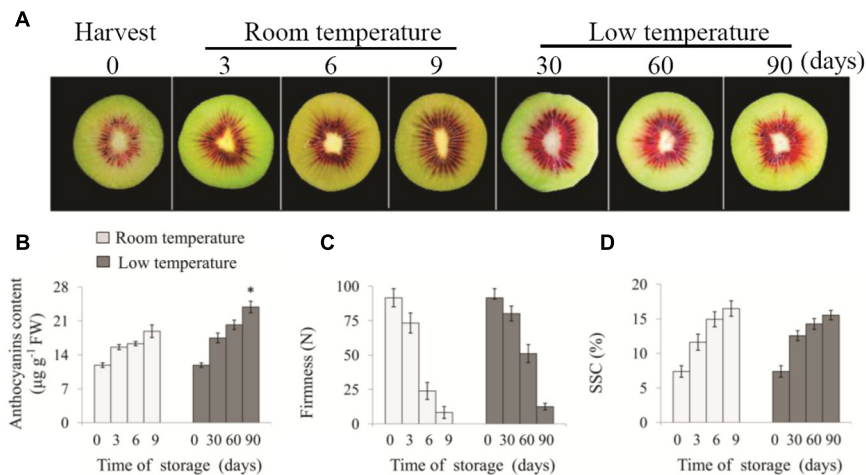 A
Harvest Room temperature Low temperature
0 3 6 9 30 60 90 (days)
B
Room temperature
Low temperature
Anthocyanins content
(µg g-1 FW)
28
21
14
7
0
*
0 3 6 9 0 30 60 90
Time of storage (days)
C
Firmness (N)
100
75
50
25
0
0 3 6 9 0 30 60 90
Time of storage (days)
D
SSC (%)
20
15
10
5
0
0 3 6 9 0 30 60 90
Time of storage (days)